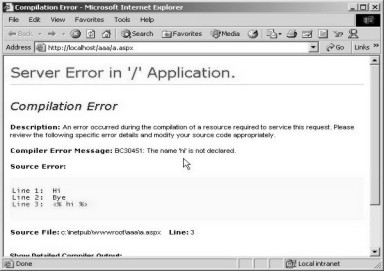 Compilation Error - Microsoft Internet Explorer
File Edit View Favorites Tools Help
Back
Search Favorites Media
Address http://localhost/aaa/a.aspx Go Links »
Server Error in '/' Application.
Compilation Error
Description: An error occurred during the compilation of a resource required to service this request. Please
review the following specific error details and modify your source code appropriately.
Compiler Error Message: BC30451: The name 'hi' is not declared.
Source Error:
Line 1: Hi
Line 2: Bye
Line 3: <% hi %>
Source File: c:\inetpub\wwwroot\aaa\a.aspx Line: 3
Show Detailed Compiler Output:
Done Local intranet